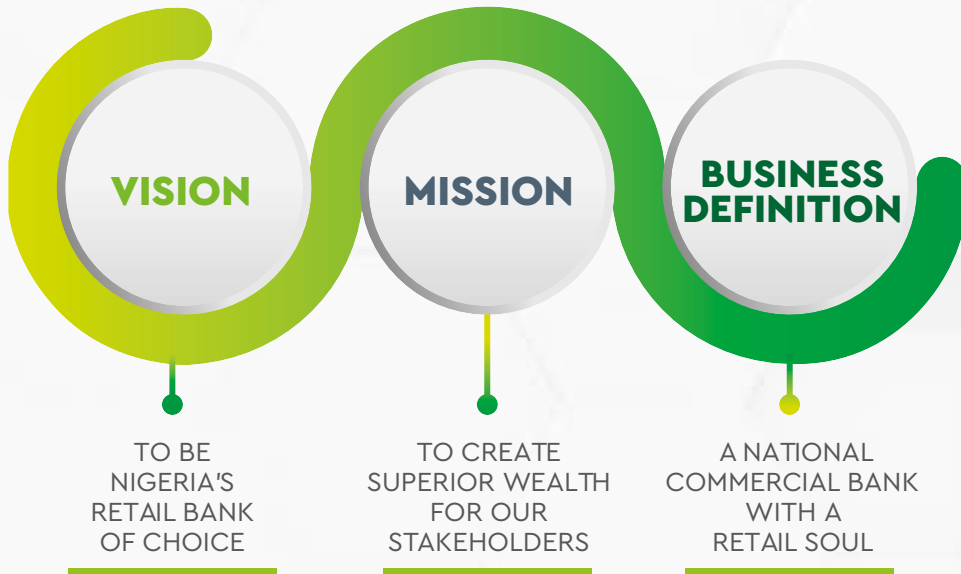 VISION
TO BE
NIGERIA'S
RETAIL BANK
OF CHOICE
MISSION
TO CREATE
SUPERIOR WEALTH
FOR OUR
STAKEHOLDERS
BUSINESS
DEFINITION
A NATIONAL
COMMERCIAL BANK
WITH A
RETAIL SOUL